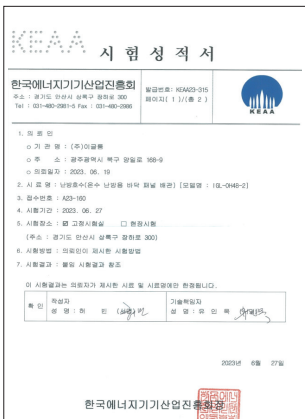 KEAA
시 험 성 적 서
한국에너지기기산업진흥회
주소 : 경기도 안산시 상록구 장하로 300
Tel : 031-480-2981~5 Fax : 031-480-2986
발급번호: KEAA23-315
페이지( 1 )/(총 2 )
KEAA
1. 의 뢰 인
o 기 관 명 : (주)이글롭
o 주 소 : 광주광역시 북구 양일로 168-9
o 의뢰일자 : 2023. 06. 19
2. 시 료 명 : 난방호수(온수 난방용 바닥 패널 배관) [모델명 : IGL-0H48-2]
3. 접수번호 : A23-160
4. 시험기간 : 2023. 06. 27
5. 시험장소 : ☑ 고정시험실 □ 현장시험
(주소 : 경기도 안산시 상록구 장하로 300)
6. 시험방법 : 의뢰인이 제시한 시험방법
7. 시험결과 : 붙임 시험결과 참조
이 시험결과는 의뢰자가 제시한 시료 및 시료명에만 한정됩니다.
확 인
작성자
성 명 : 허 빈
기술책임자
성 명 : 유 인 복
2023년 6월 27일
한국에너지기기산업진흥회장